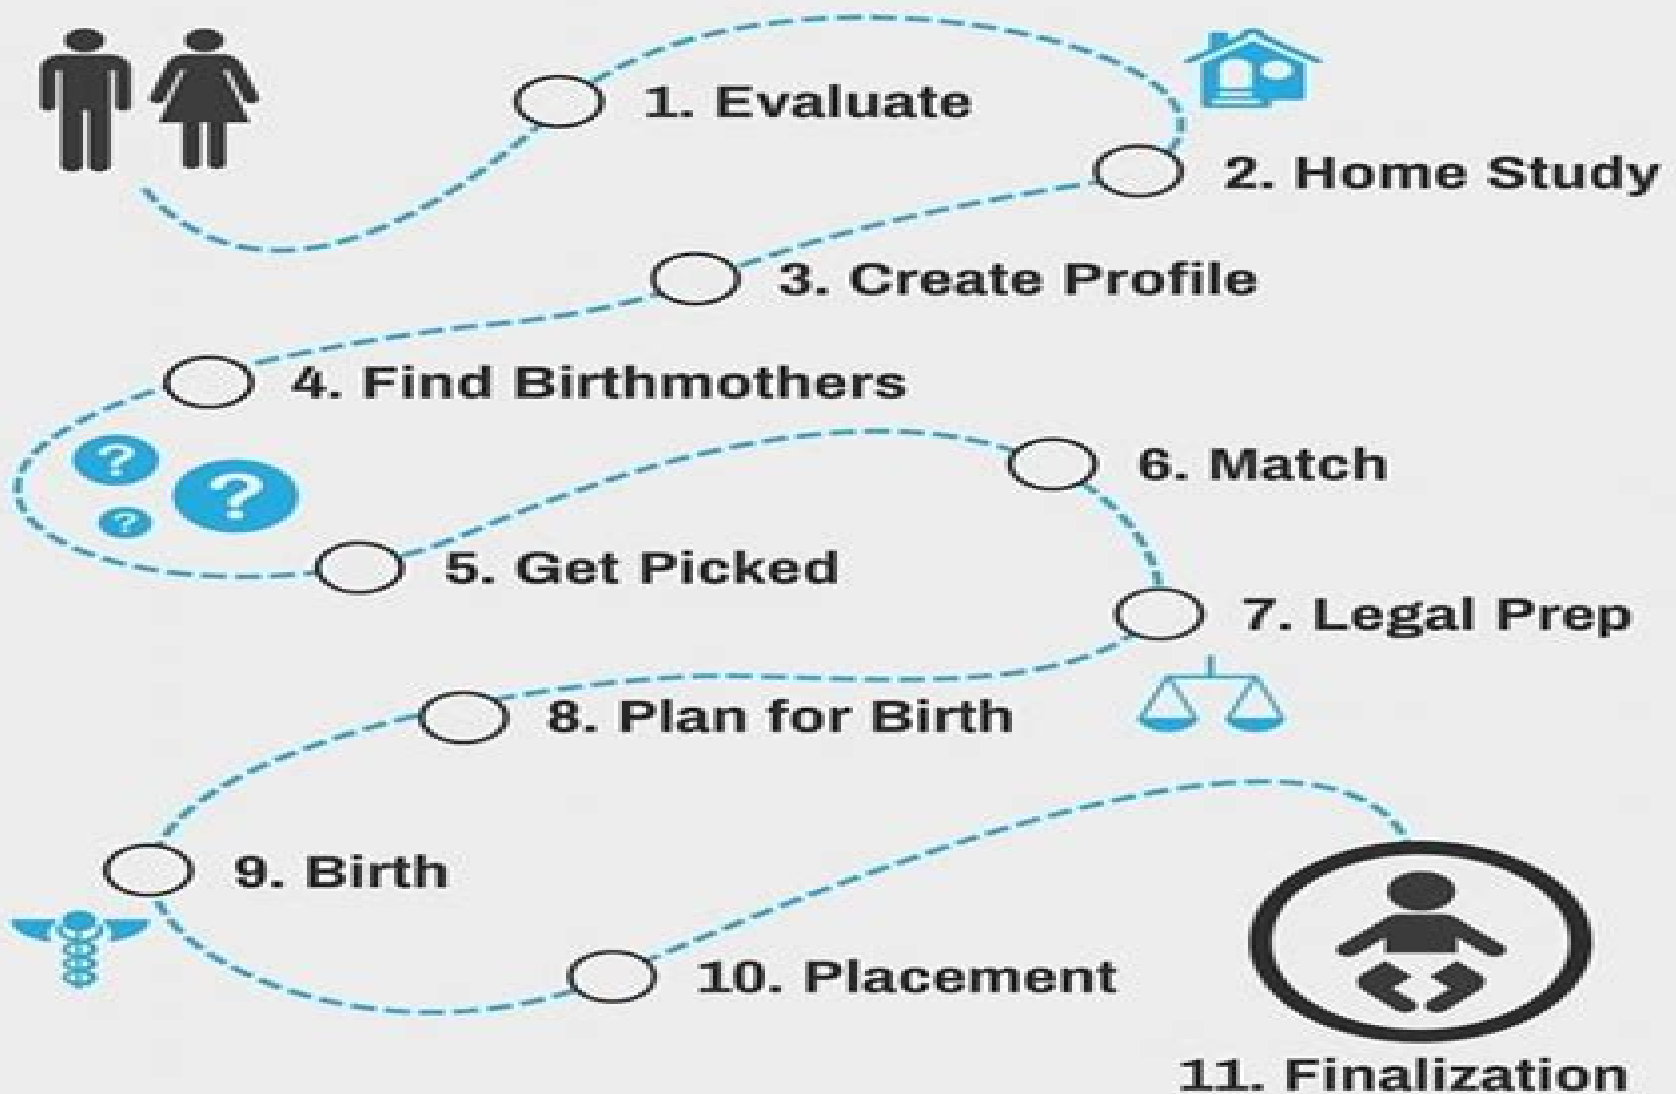 1. Evaluate
2. Home Study
3. Create Profile
4. Find Birthmothers
?
?
?
5. Get Picked
6. Match
7. Legal Prep
8. Plan for Birth
9. Birth
10. Placement
11. Finalization